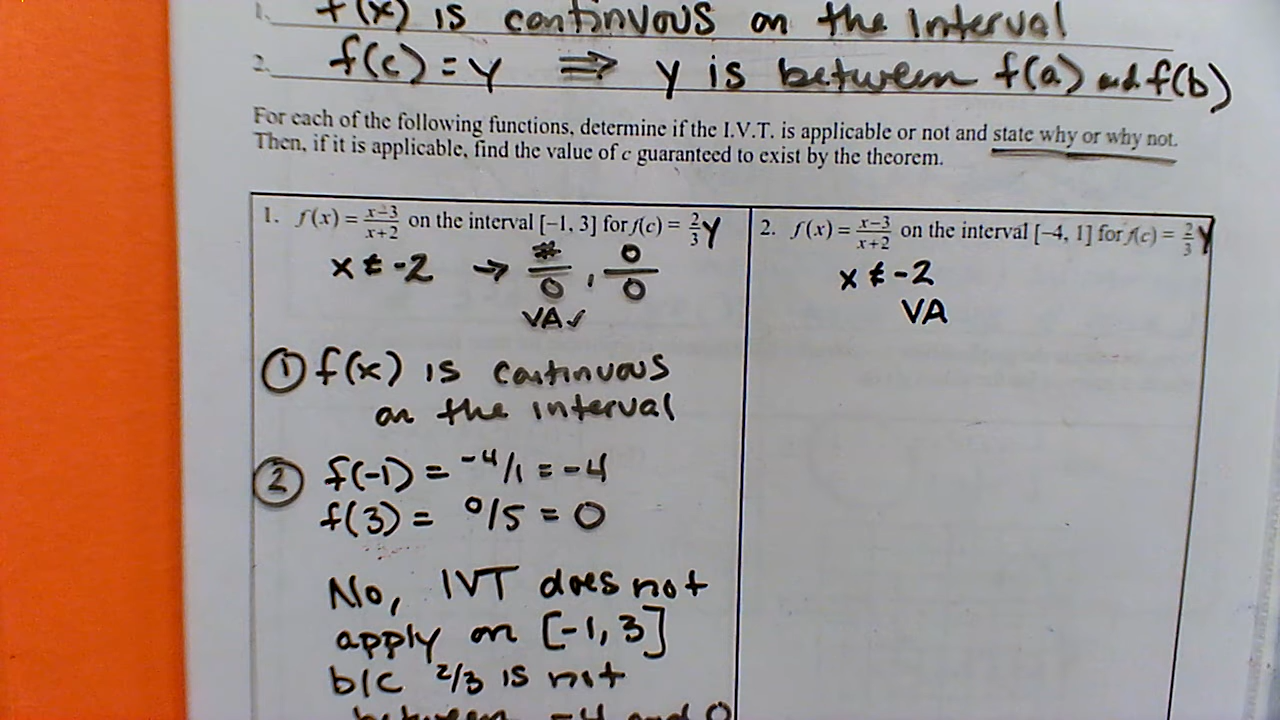 1. f(x) is continuous on the interval
2. f(c) = y ⇒ y is between f(a) and f(b)
For each of the following functions, determine if the I.V.T. is applicable or not and state why or why not.
Then, if it is applicable, find the value of c guaranteed to exist by the theorem.
1. f(x) = (x−3)/(x+2) on the interval [−1, 3] for f(c) = 2/3 Y
x ≠ -2 → #/0 , 0/0
VA ✓
① f(x) is continuous
on the interval
② f(-1) = -4/1 = -4
f(3) = 0/5 = 0
No, IVT does not
apply on [-1, 3]
b/c 2/3 is not
between -4 and 0
2. f(x) = (x−3)/(x+2) on the interval [−4, 1] for f(c) = 2/3 Y
x ≠ -2
VA